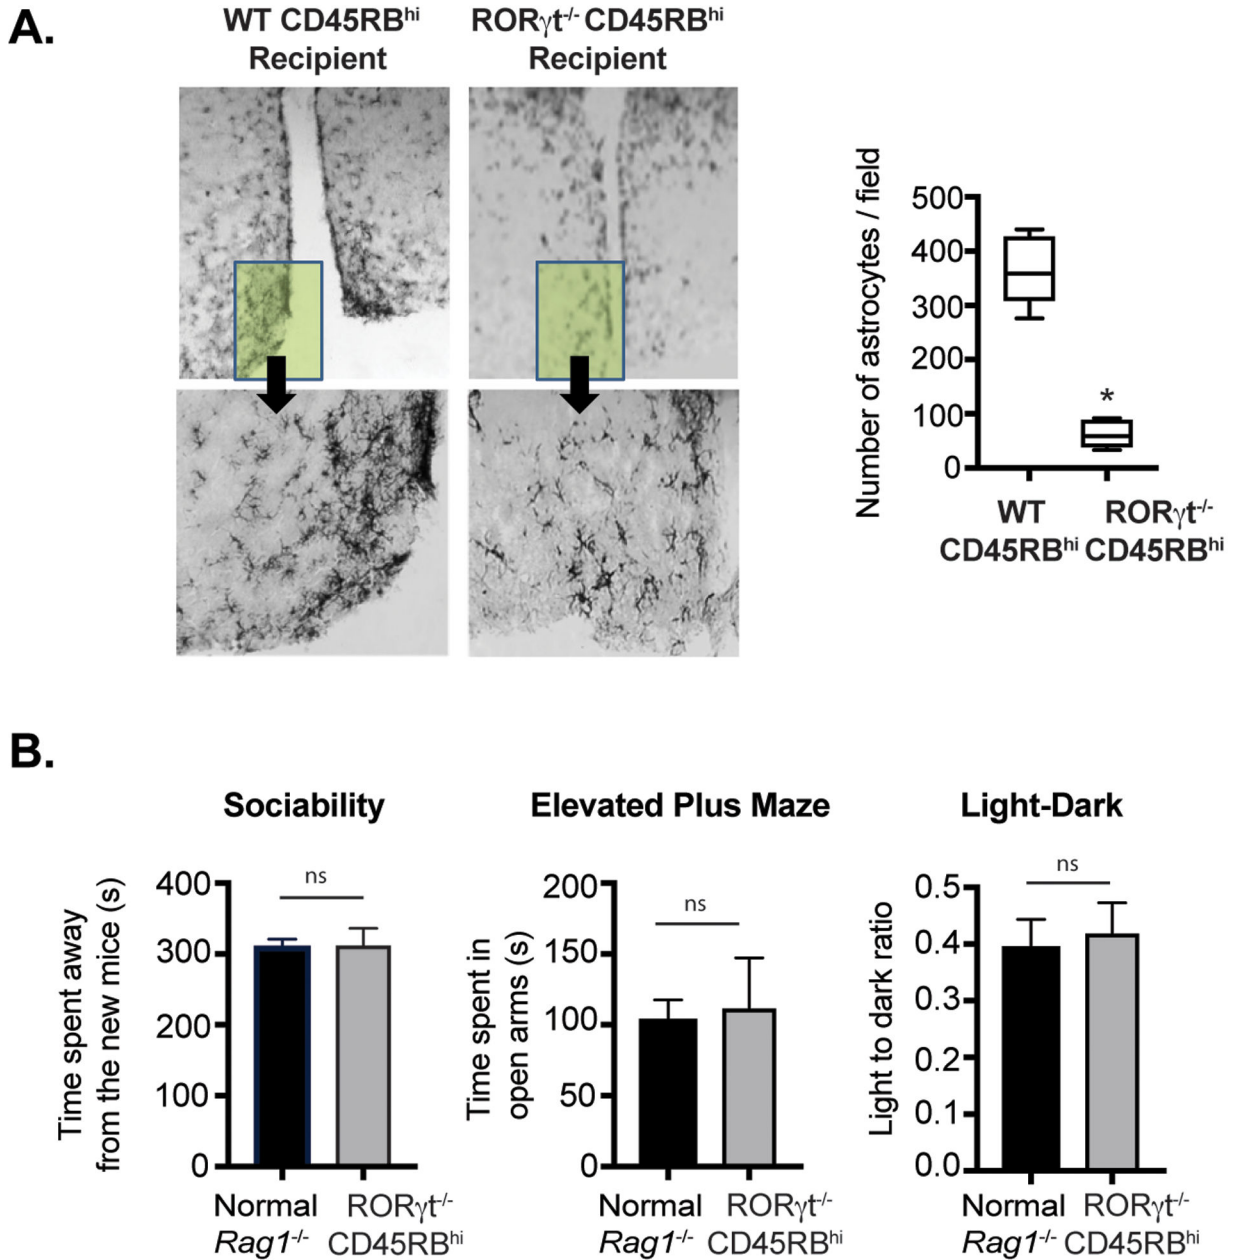 A.
WT CD45RBhi
Recipient
RORγt-/- CD45RBhi
Recipient
Number of astrocytes / field
500
400
300
200
100
0
*
WT
CD45RBhi
RORγt-/-
CD45RBhi
B.
Sociability
Time spent away
from the new mice (s)
400
300
200
100
0
ns
Normal
Rag1-/-
RORγt-/-
CD45RBhi
Elevated Plus Maze
Time spent in
open arms (s)
200
150
100
50
0
ns
Normal
Rag1-/-
RORγt-/-
CD45RBhi
Light-Dark
Light to dark ratio
0.5
0.4
0.3
0.2
0.1
0.0
ns
Normal
Rag1-/-
RORγt-/-
CD45RBhi